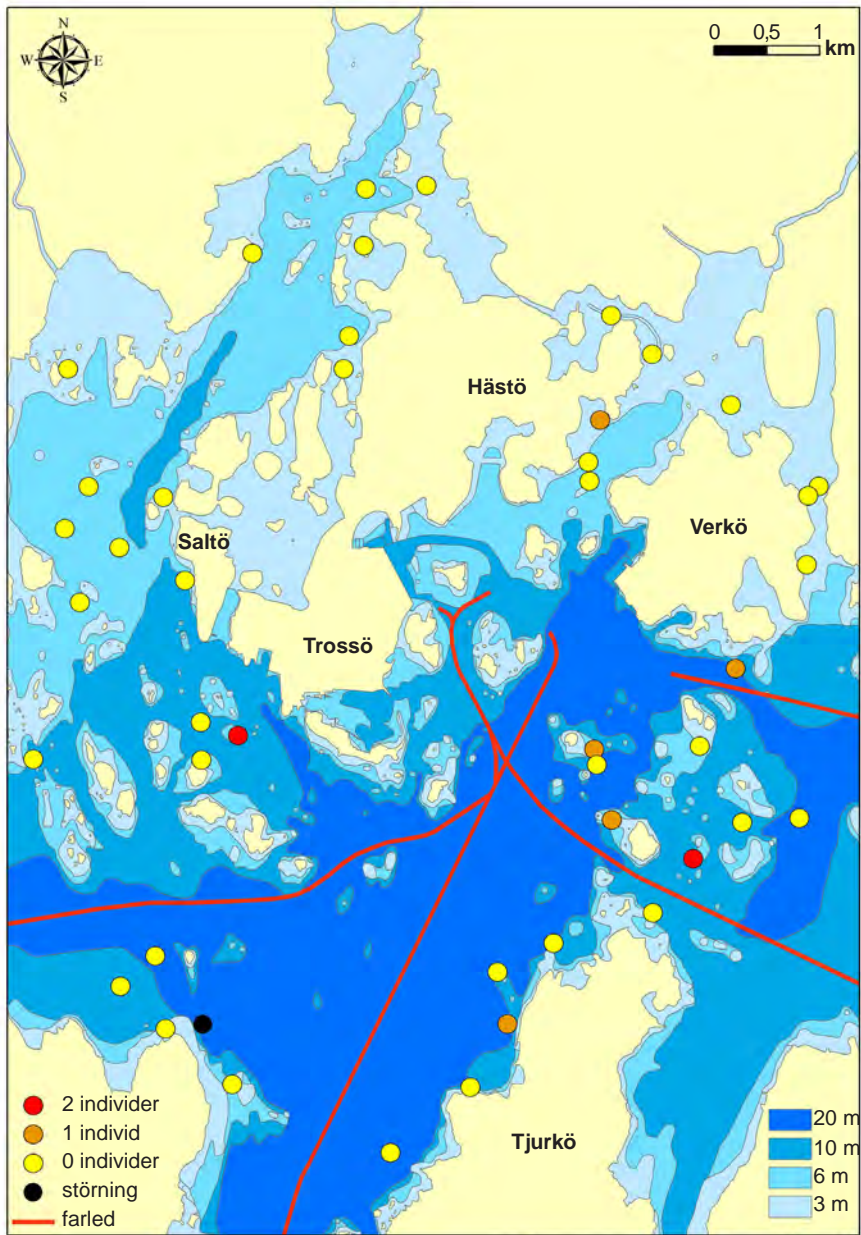 N
W E
S
0 0,5 1
km
Hästö
Saltö
Verkö
Trossö
Tjurkö
2 individer
1 individ
0 individer
störning
farled
20 m
10 m
6 m
3 m